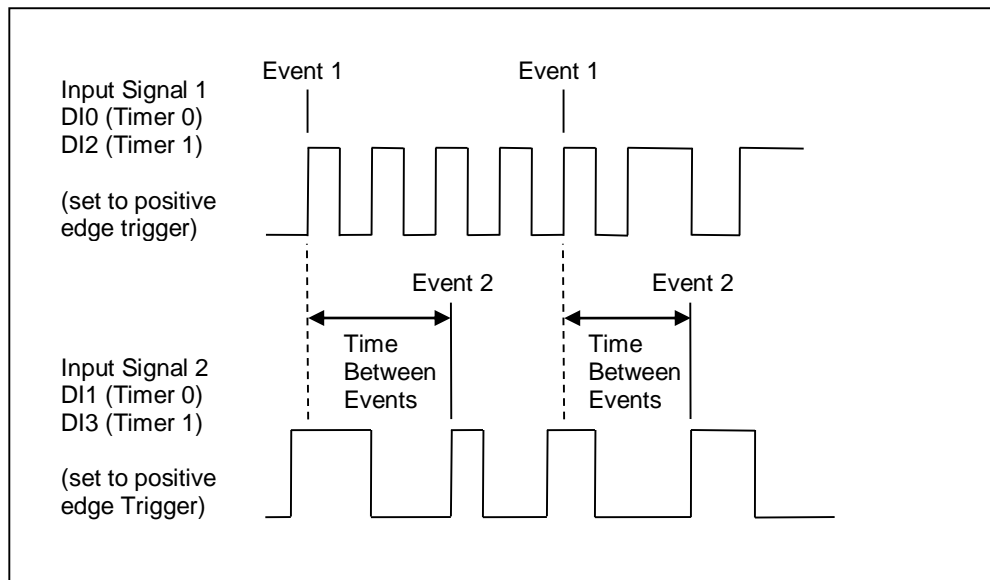 Event 1
Event 1
Input Signal 1
DI0 (Timer 0)
DI2 (Timer 1)
(set to positive
edge trigger)
Event 2
Event 2
Time
Between
Events
Time
Between
Events
Input Signal 2
DI1 (Timer 0)
DI3 (Timer 1)
(set to positive
edge Trigger)